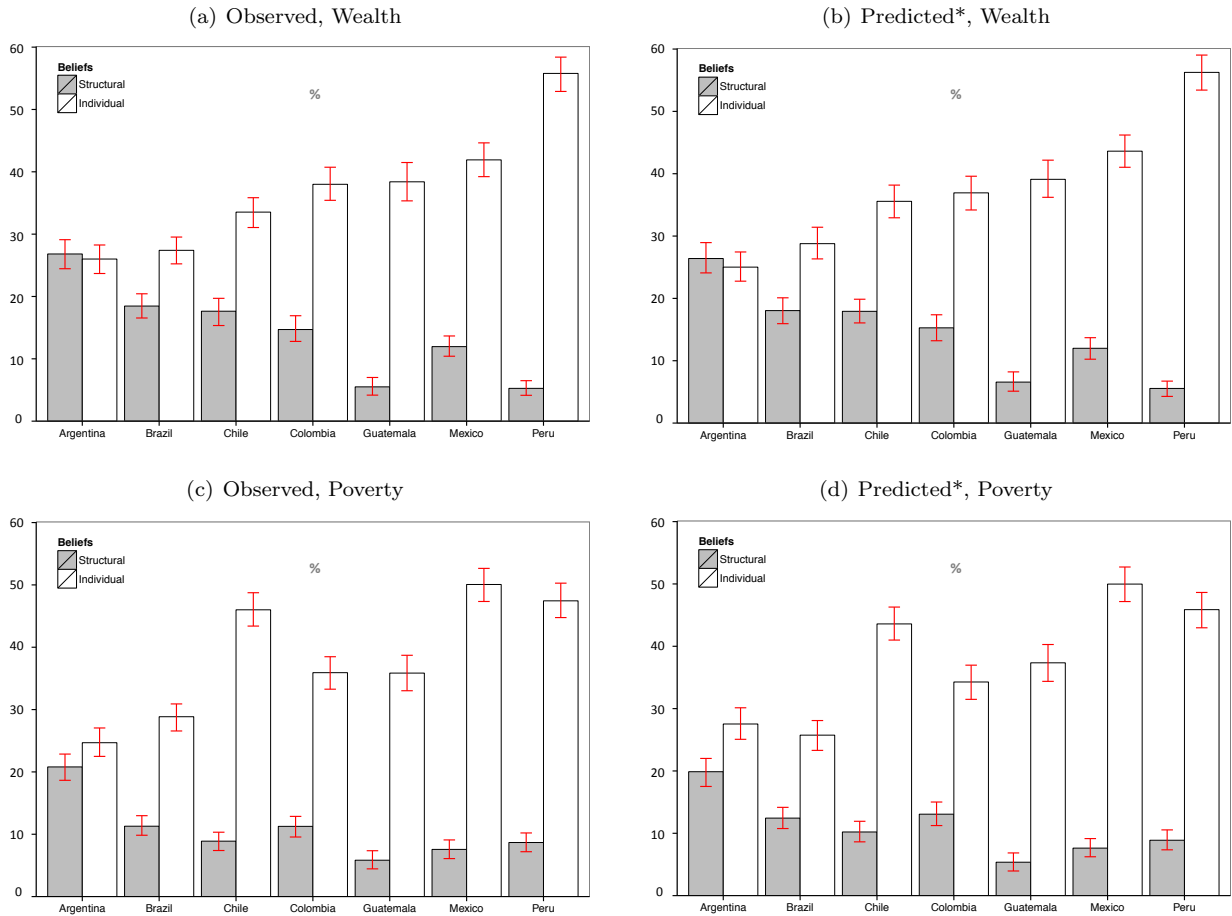 (a) Observed, Wealth
60
50
40
30
20
10
0
Beliefs
Structural
Individual
%
Argentina Brazil Chile Colombia Guatemala Mexico Peru
(b) Predicted*, Wealth
60
50
40
30
20
10
0
Beliefs
Structural
Individual
%
Argentina Brazil Chile Colombia Guatemala Mexico Peru
(c) Observed, Poverty
60
50
40
30
20
10
0
Beliefs
Structural
Individual
%
Argentina Brazil Chile Colombia Guatemala Mexico Peru
(d) Predicted*, Poverty
60
50
40
30
20
10
0
Beliefs
Structural
Individual
%
Argentina Brazil Chile Colombia Guatemala Mexico Peru